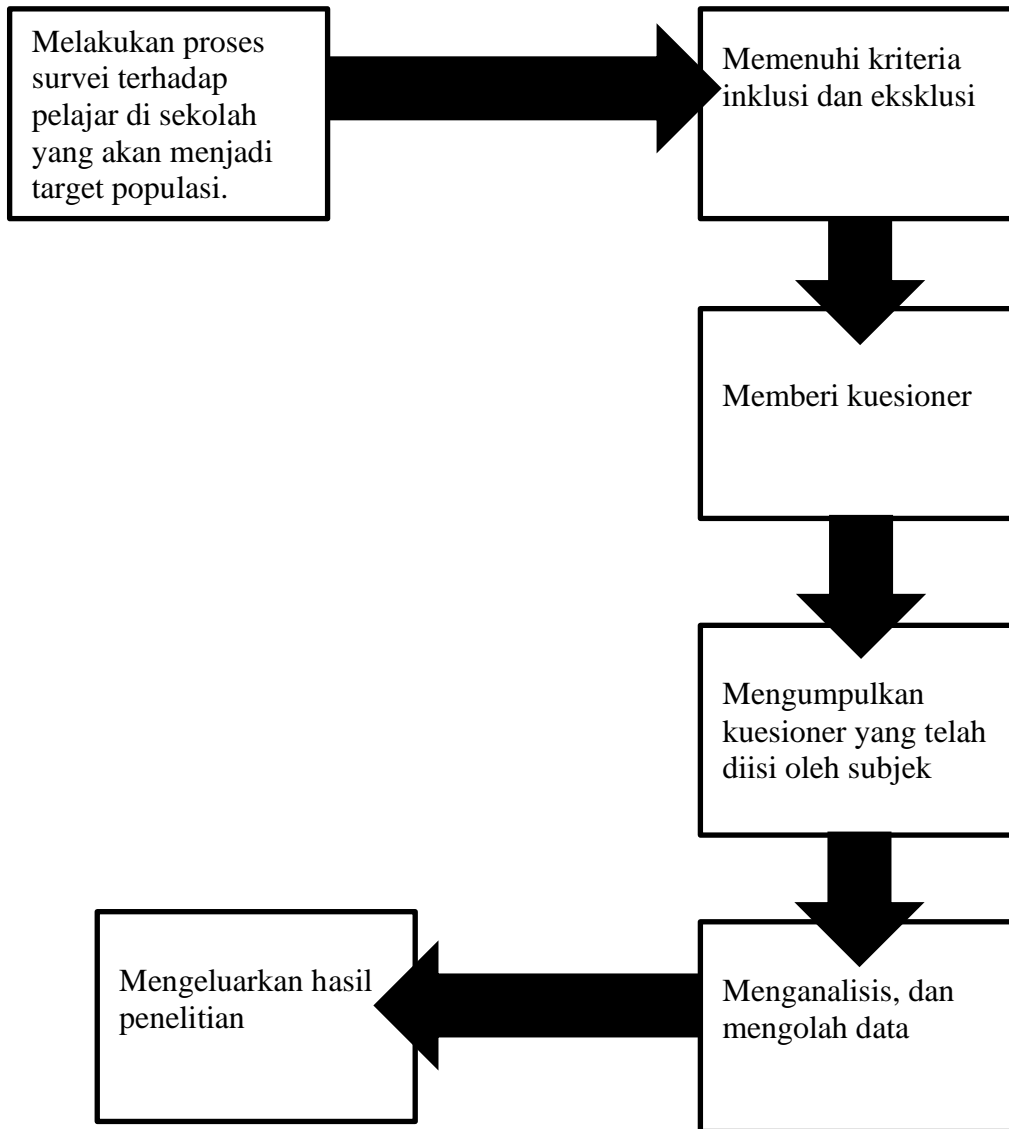 Melakukan proses
survei terhadap
pelajar di sekolah
yang akan menjadi
target populasi.
Memenuhi kriteria
inklusi dan eksklusi
Memberi kuesioner
Mengumpulkan
kuesioner yang telah
diisi oleh subjek
Menganalisis, dan
mengolah data
Mengeluarkan hasil
penelitian